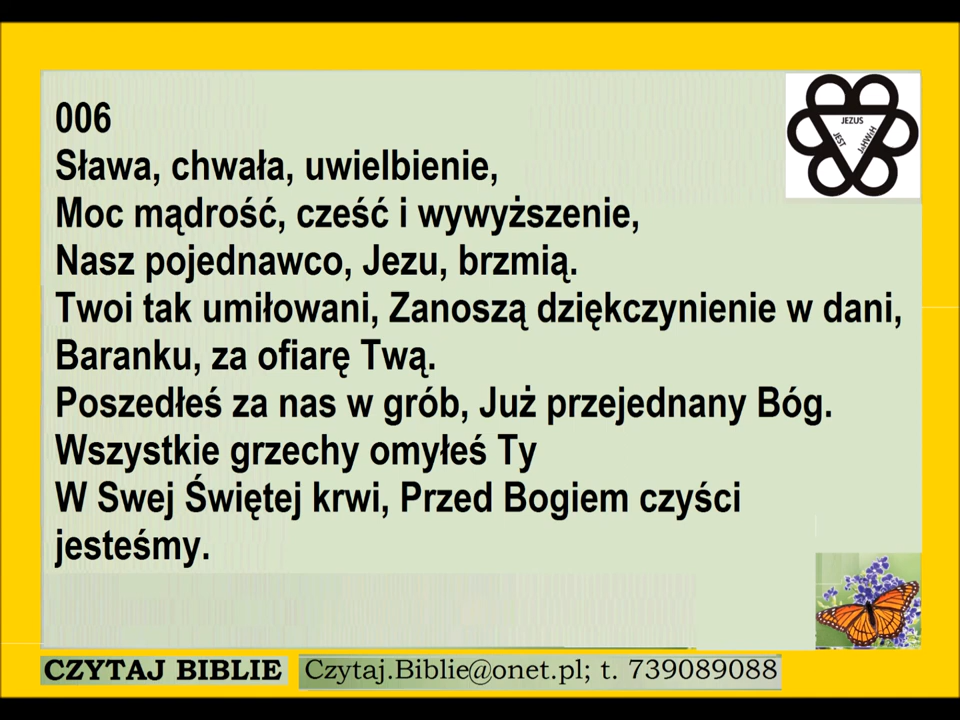 006
Sława, chwała, uwielbienie,
Moc mądrość, cześć i wywyższenie,
Nasz pojednawco, Jezu, brzmią.
Twoi tak umiłowani, Zanoszą dziękczynienie w dani,
Baranku, za ofiarę Twą.
Poszedłeś za nas w grób, Już przejednany Bóg.
Wszystkie grzechy omyłeś Ty
W Swej Świętej krwi, Przed Bogiem czyści
jesteśmy.
JEZUS
JEST
JaHWeH
CZYTAJ BIBLIE
Czytaj.Biblie@onet.pl; t. 739089088